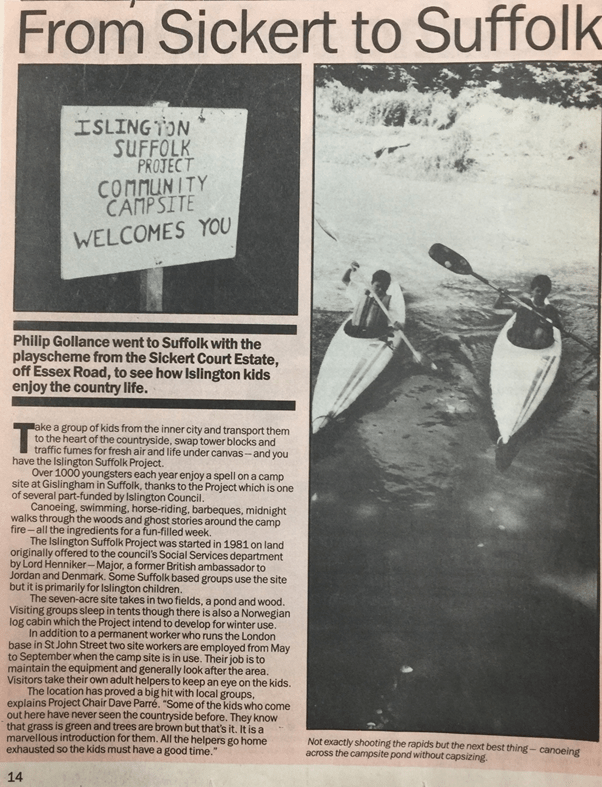 From Sickert to Suffolk
ISLINGTON
SUFFOLK
PROJECT
COMMUNITY
CAMPSITE
WELCOMES YOU
Philip Gollance went to Suffolk with the
playscheme from the Sickert Court Estate,
off Essex Road, to see how Islington kids
enjoy the country life.
Take a group of kids from the inner city and transport them
to the heart of the countryside, swap tower blocks and
traffic fumes for fresh air and life under canvas — and you
have the Islington Suffolk Project.
Over 1000 youngsters each year enjoy a spell on a camp
site at Gislingham in Suffolk, thanks to the Project which is one
of several part-funded by Islington Council.
Canoeing, swimming, horse-riding, barbeques, midnight
walks through the woods and ghost stories around the camp
fire — all the ingredients for a fun-filled week.
The Islington Suffolk Project was started in 1981 on land
originally offered to the council's Social Services department
by Lord Henniker — Major, a former British ambassador to
Jordan and Denmark. Some Suffolk based groups use the site
but it is primarily for Islington children.
The seven-acre site takes in two fields, a pond and wood.
Visiting groups sleep in tents though there is also a Norwegian
log cabin which the Project intend to develop for winter use.
In addition to a permanent worker who runs the London
base in St John Street two site workers are employed from May
to September when the camp site is in use. Their job is to
maintain the equipment and generally look after the area.
Visitors take their own adult helpers to keep an eye on the kids.
The location has proved a big hit with local groups,
explains Project Chair Dave Parré. "Some of the kids who come
out here have never seen the countryside before. They know
that grass is green and trees are brown but that's it. It is a
marvellous introduction for them. All the helpers go home
exhausted so the kids must have a good time."
Not exactly shooting the rapids but the next best thing — canoeing
across the campsite pond without capsizing.
14